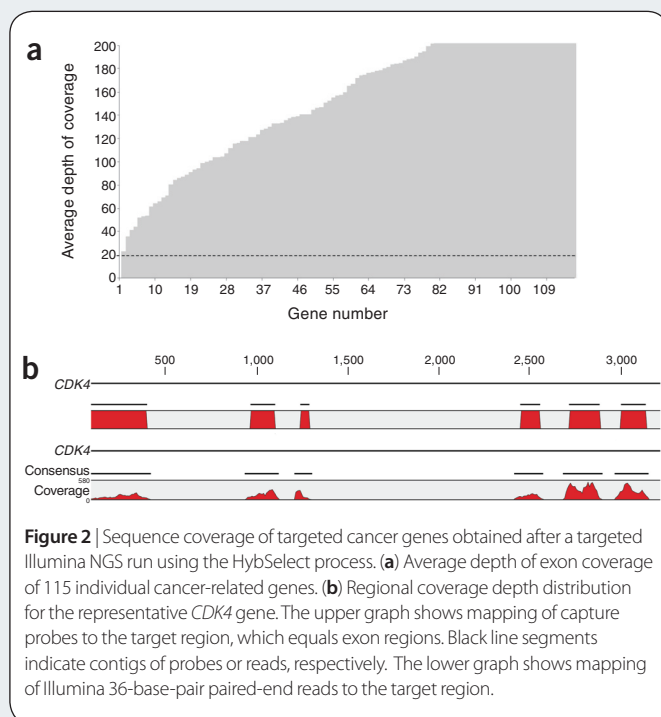 a
200
180
160
140
120
100
80
60
40
20
0
Average depth of coverage
1 10 19 28 37 46 55 64 73 82 91 100 109
Gene number
b
500 1,000 1,500 2,000 2,500 3,000
CDK4
CDK4
Consensus
580
Coverage
0
Figure 2 | Sequence coverage of targeted cancer genes obtained after a targeted
Illumina NGS run using the HybSelect process. (a) Average depth of exon coverage
of 115 individual cancer-related genes. (b) Regional coverage depth distribution
for the representative CDK4 gene. The upper graph shows mapping of capture
probes to the target region, which equals exon regions. Black line segments
indicate contigs of probes or reads, respectively. The lower graph shows mapping
of Illumina 36-base-pair paired-end reads to the target region.